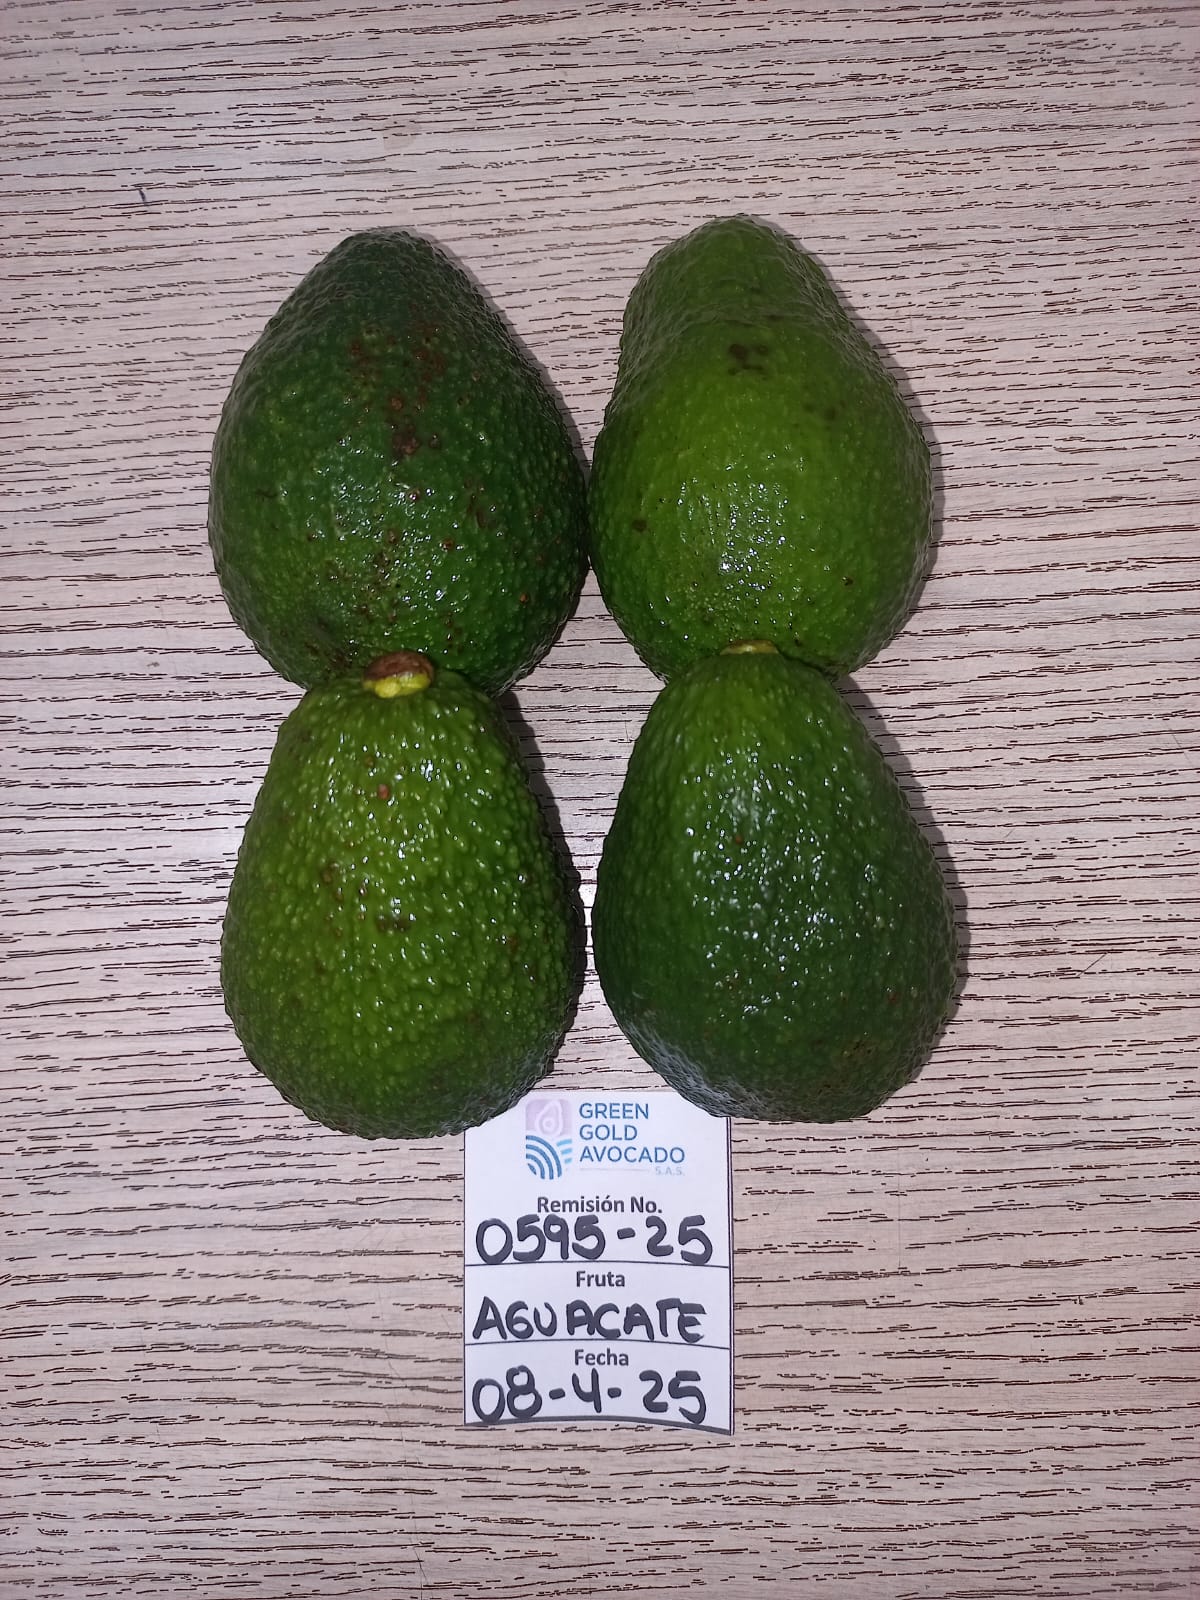 GREEN
GOLD
AVOCADO
S.A.S.
Remisión No.
0595-25
Fruta
AGUACATE
Fecha
08-4-25